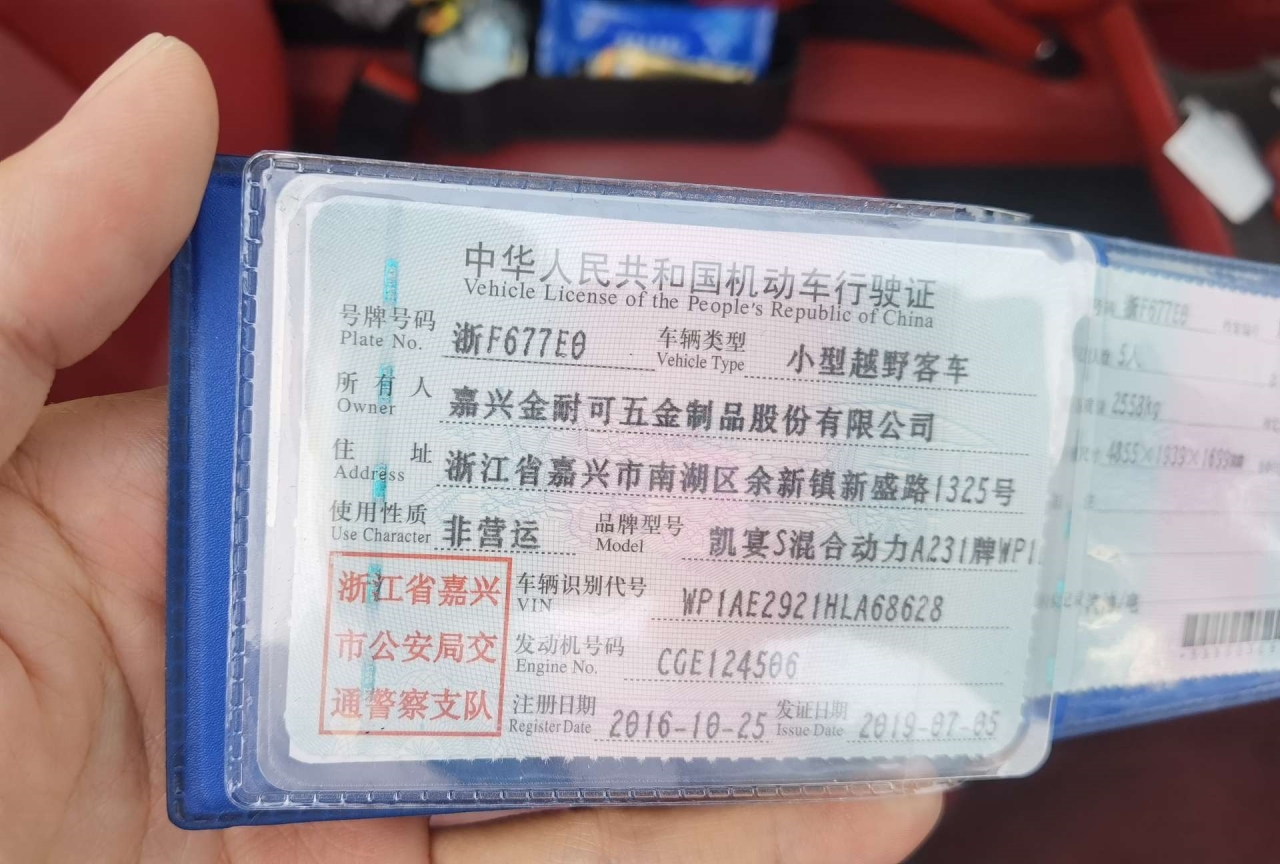 中华人民共和国机动车行驶证
Vehicle License of the People's Republic of China
号牌号码 浙F677E0 车辆类型 小型越野客车
Plate No. Vehicle Type
所有人 嘉兴金耐可五金制品股份有限公司
Owner
住址 浙江省嘉兴市南湖区余新镇新盛路1325号
Address
使用性质 非营运 品牌型号 凯宴S混合动力A231牌WP1
Use Character Model
浙江省嘉兴
市公安局交
通警察支队
车辆识别代号 WP1AE2921HLA68628
VIN
发动机号码 CGE124506
Engine No.
注册日期 2016-10-25 发证日期 2019-07-05
Register Date Issue Date
浙F677E0
5人
2558kg
4855×1939×1699mm